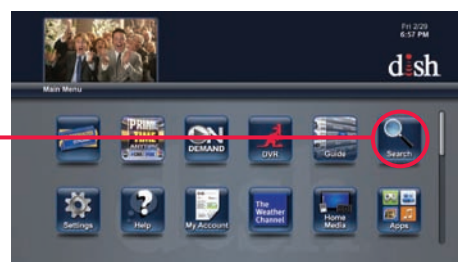 Fri 2/29
6:57 PM
dish
Main Menu
PRIME
TIME
ANYTIME
ON
DEMAND
DVR
Guide
Search
Settings
Help
My Account
The
Weather
Channel
Home
Media
Apps